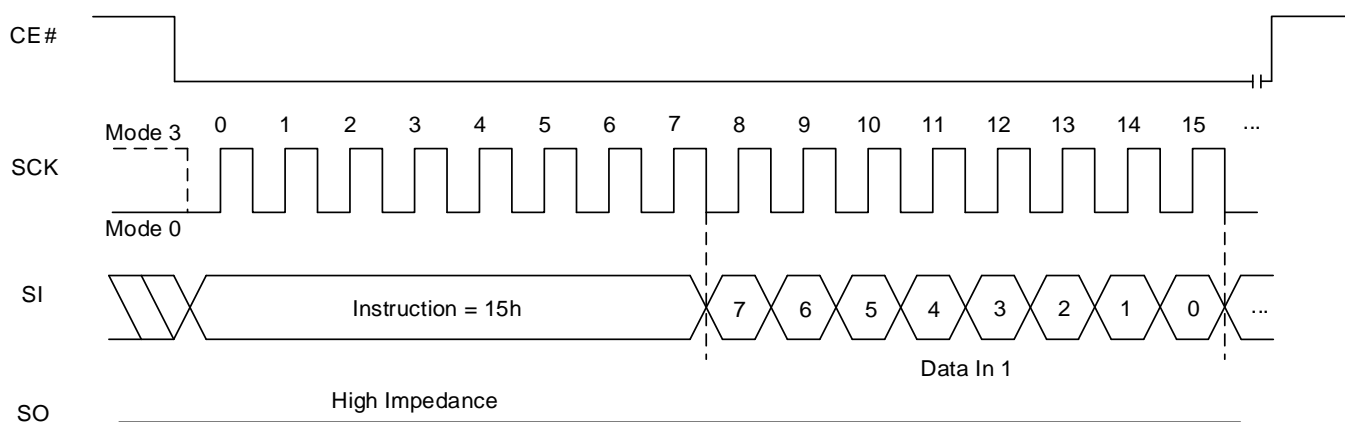 CE#
Mode 3 0 1 2 3 4 5 6 7 8 9 10 11 12 13 14 15 ...
SCK
Mode 0
SI Instruction = 15h 7 6 5 4 3 2 1 0 ...
Data In 1
High Impedance
SO